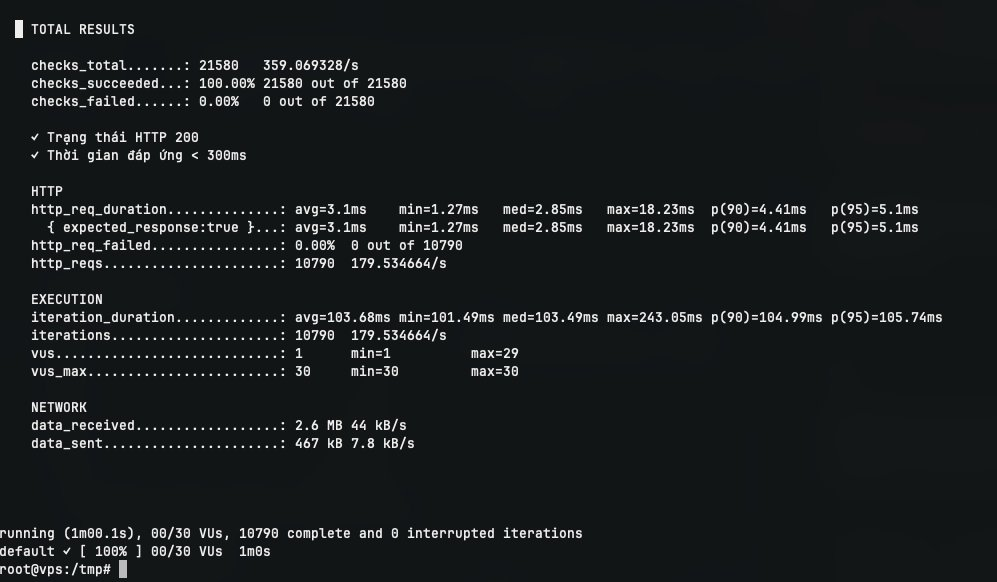 TOTAL RESULTS
checks_total.......: 21580   359.069328/s
checks_succeeded...: 100.00% 21580 out of 21580
checks_failed......: 0.00%   0 out of 21580
✓ Trạng thái HTTP 200
✓ Thời gian đáp ứng < 300ms
HTTP
http_req_duration..............: avg=3.1ms    min=1.27ms   med=2.85ms   max=18.23ms  p(90)=4.41ms   p(95)=5.1ms
  { expected_response:true }...: avg=3.1ms    min=1.27ms   med=2.85ms   max=18.23ms  p(90)=4.41ms   p(95)=5.1ms
http_req_failed................: 0.00%  0 out of 10790
http_reqs......................: 10790  179.534664/s
EXECUTION
iteration_duration.............: avg=103.68ms min=101.49ms med=103.49ms max=243.05ms p(90)=104.99ms p(95)=105.74ms
iterations.....................: 10790  179.534664/s
vus............................: 1      min=1          max=29
vus_max........................: 30     min=30         max=30
NETWORK
data_received..................: 2.6 MB 44 kB/s
data_sent......................: 467 kB 7.8 kB/s
running (1m00.1s), 00/30 VUs, 10790 complete and 0 interrupted iterations
default ✓ [ 100% ] 00/30 VUs  1m0s
root@vps:/tmp#